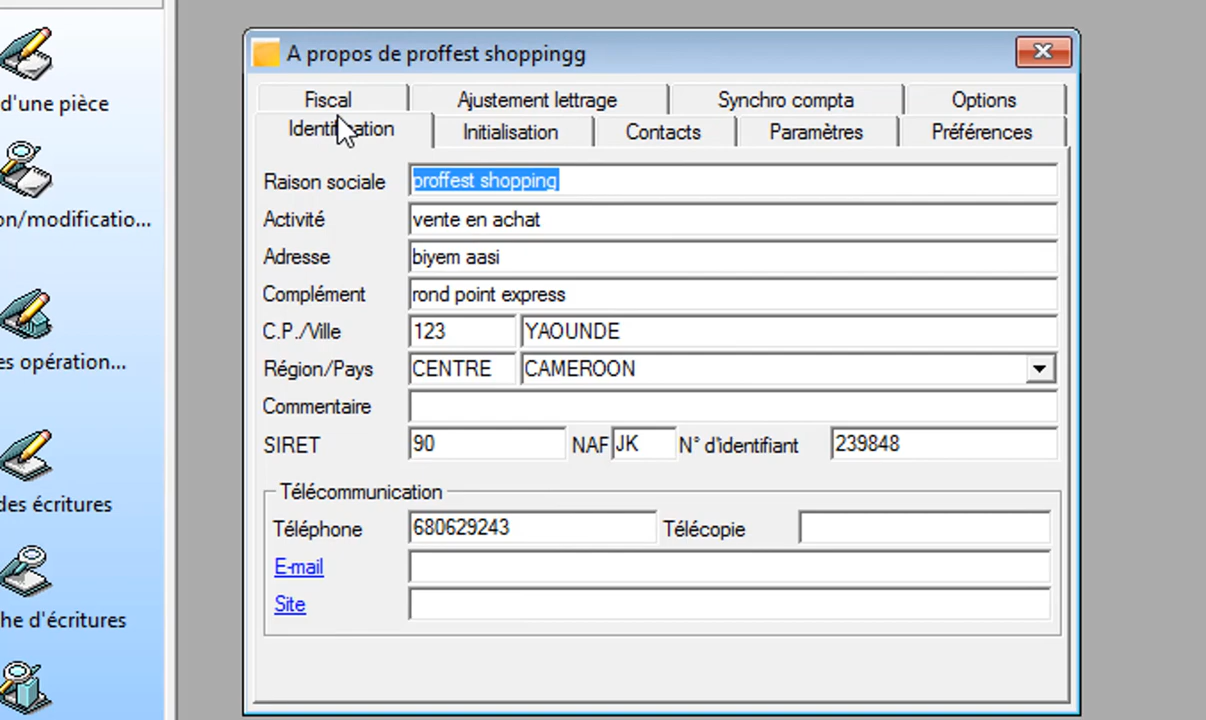 A propos de proffest shoppingg
Fiscal Ajustement lettrage Synchro compta Options
Identification Initialisation Contacts Paramètres Préférences
Raison sociale proffest shopping
Activité vente en achat
Adresse biyem aasi
Complément rond point express
C.P./Ville 123 YAOUNDE
Région/Pays CENTRE CAMEROON
Commentaire
SIRET 90 NAF JK N° d'identifiant 239848
Télécommunication
Téléphone 680629243 Télécopie
E-mail
Site
d'une pièce
on/modificatio...
es opération...
des écritures
he d'écritures